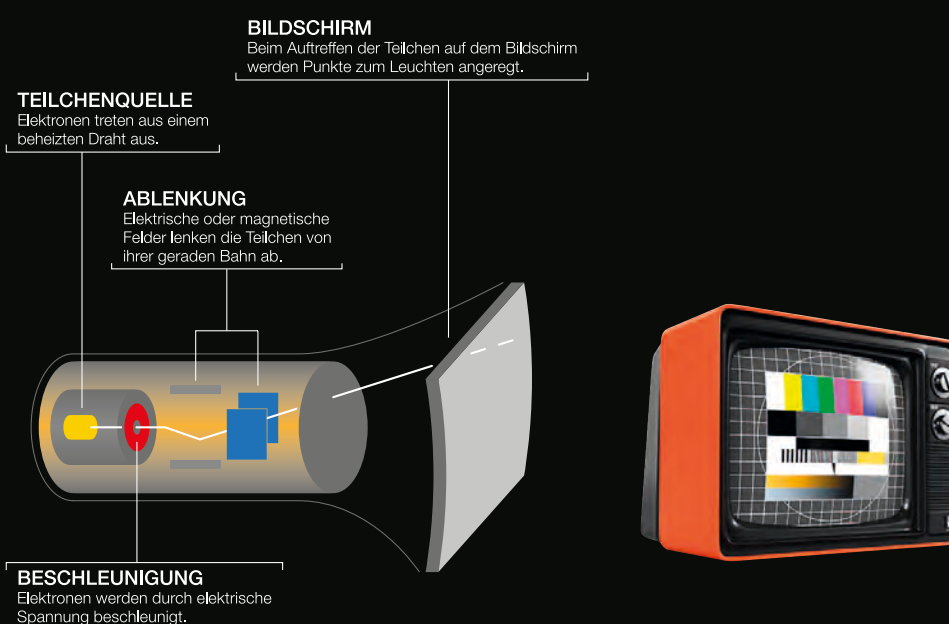 BILDSCHIRM
Beim Auftreffen der Teilchen auf dem Bildschirm
werden Punkte zum Leuchten angeregt.
TEILCHENQUELLE
Elektronen treten aus einem
beheizten Draht aus.
ABLENKUNG
Elektrische oder magnetische
Felder lenken die Teilchen von
ihrer geraden Bahn ab.
BESCHLEUNIGUNG
Elektronen werden durch elektrische
Spannung beschleunigt.